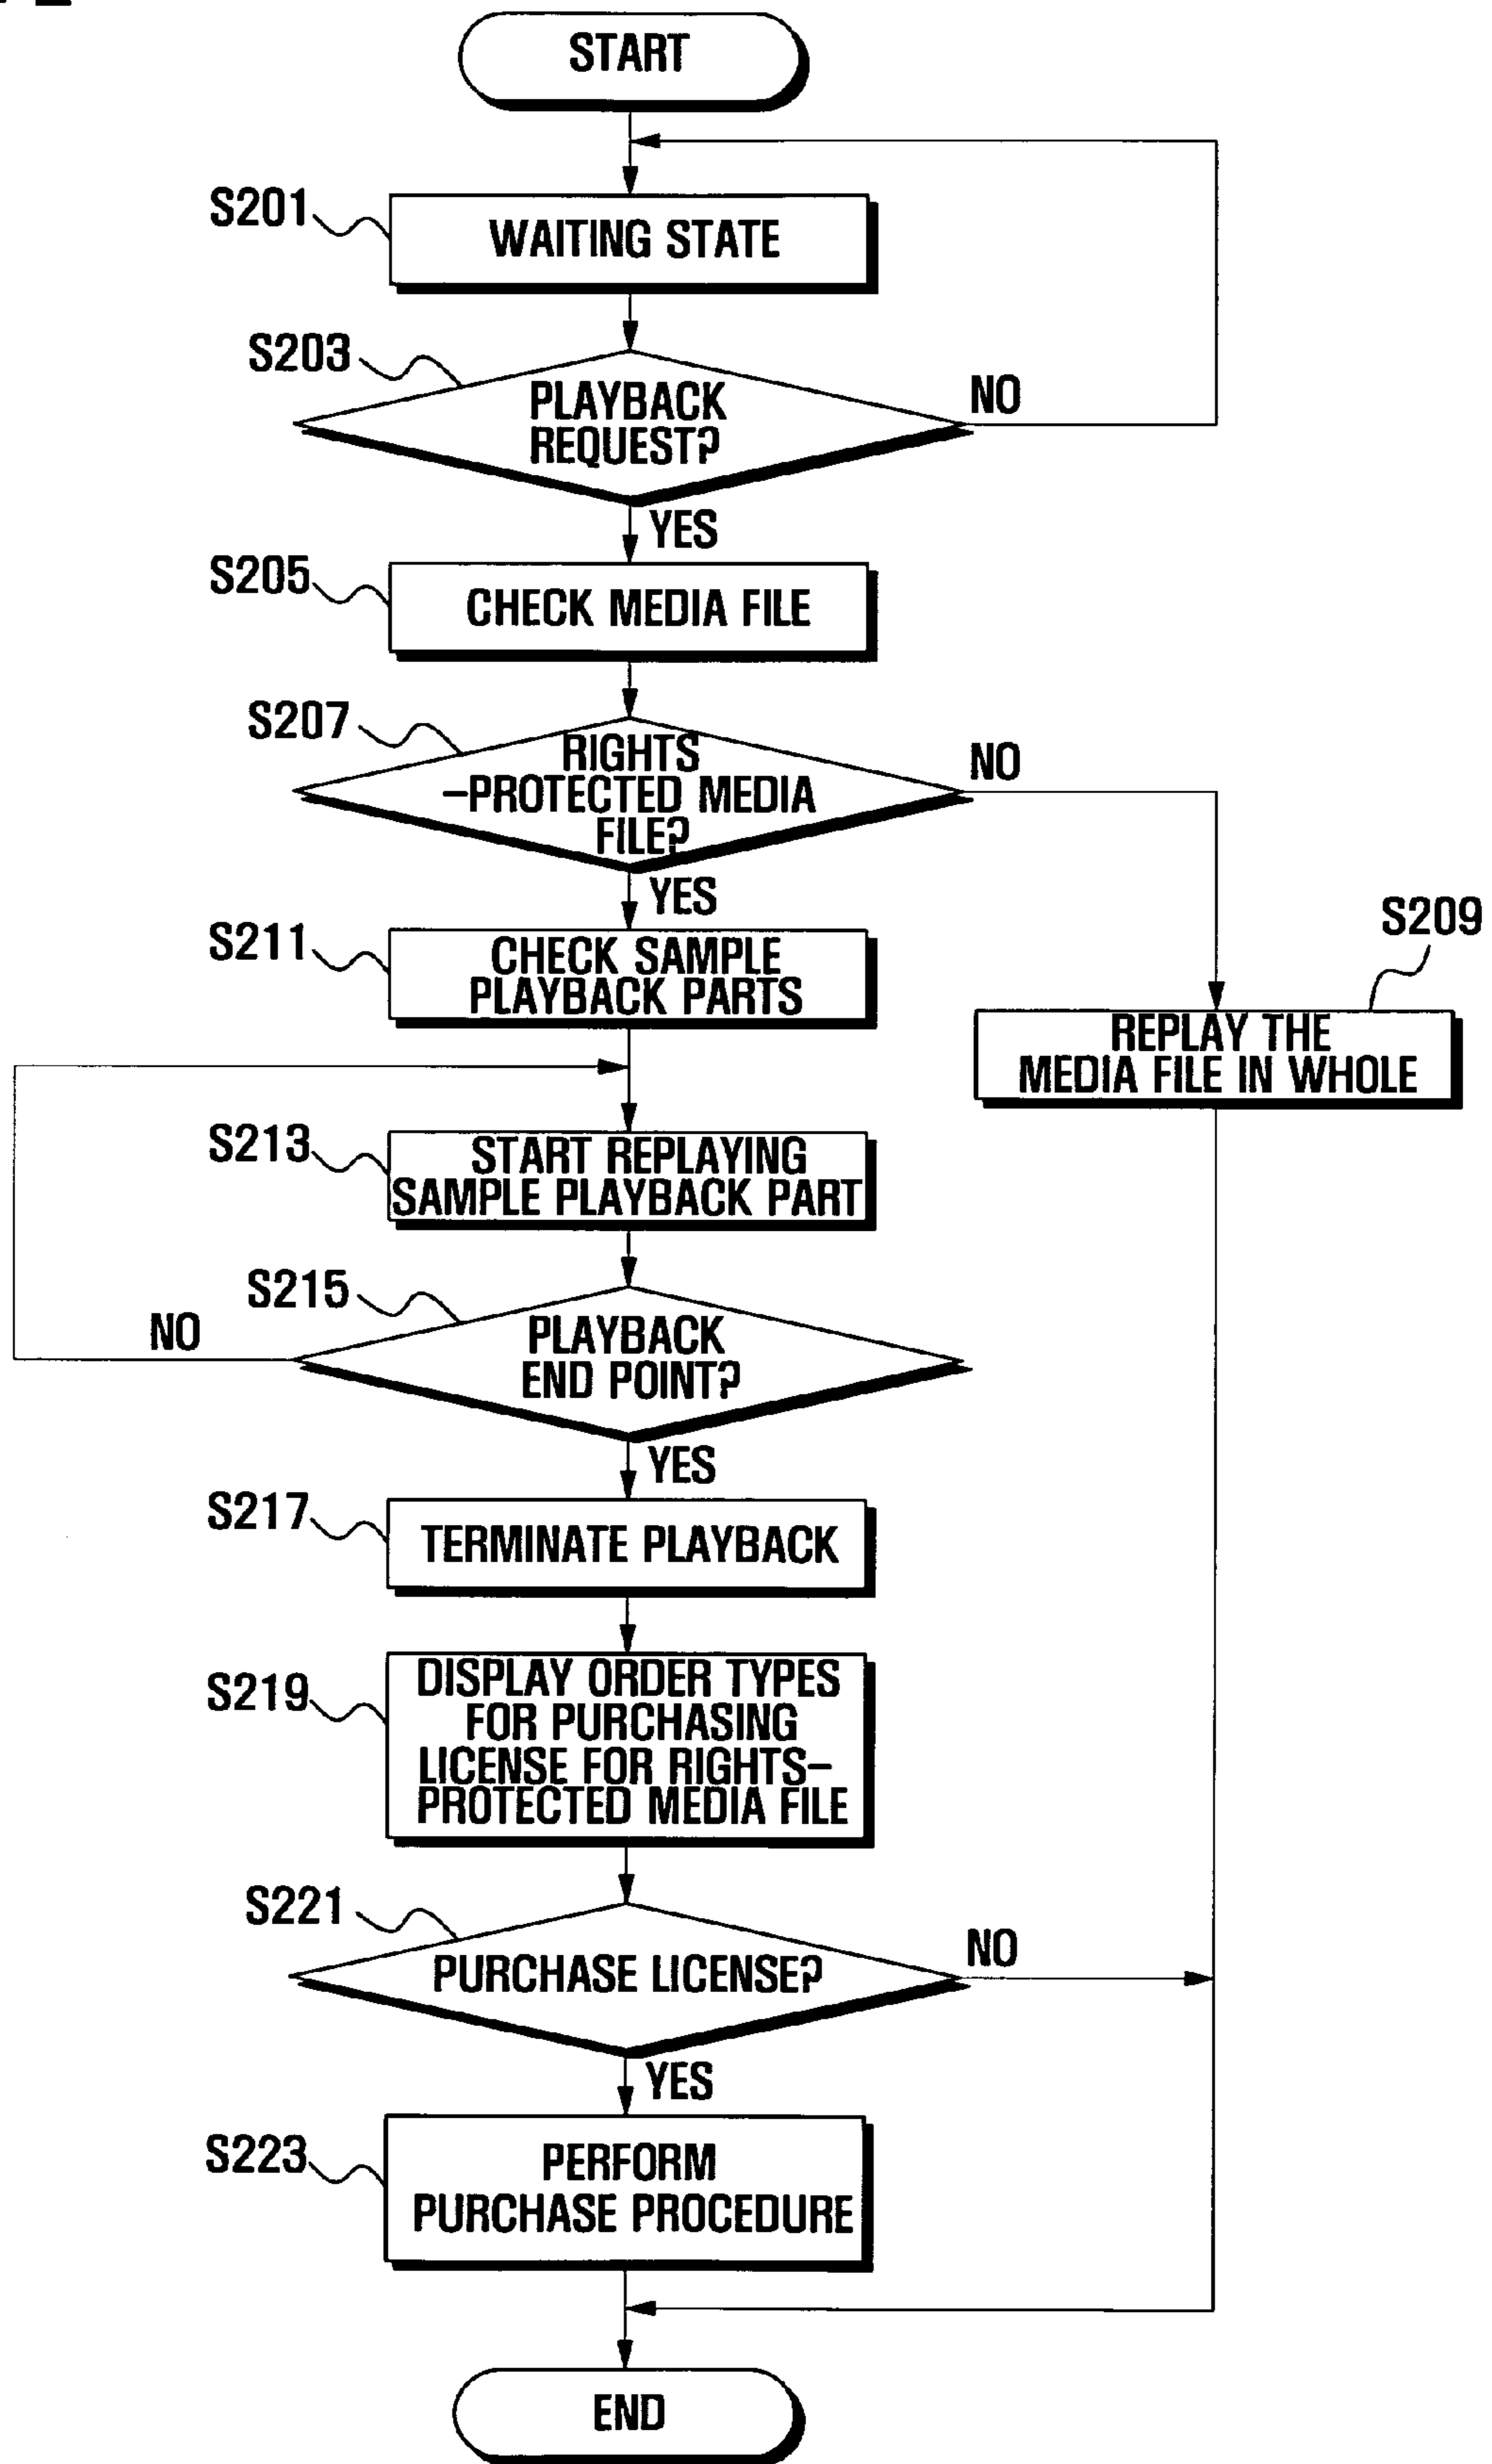 START
S201
WAITING STATE
S203
PLAYBACK
REQUEST?
NO
YES
S205
CHECK MEDIA FILE
S207
RIGHTS
-PROTECTED MEDIA
FILE?
NO
YES
S211
CHECK SAMPLE
PLAYBACK PARTS
S209
REPLAY THE
MEDIA FILE IN WHOLE
S213
START REPLAYING
SAMPLE PLAYBACK PART
S215
PLAYBACK
END POINT?
NO
YES
S217
TERMINATE PLAYBACK
S219
DISPLAY ORDER TYPES
FOR PURCHASING
LICENSE FOR RIGHTS-
PROTECTED MEDIA FILE
S221
PURCHASE LICENSE?
NO
YES
S223
PERFORM
PURCHASE PROCEDURE
END